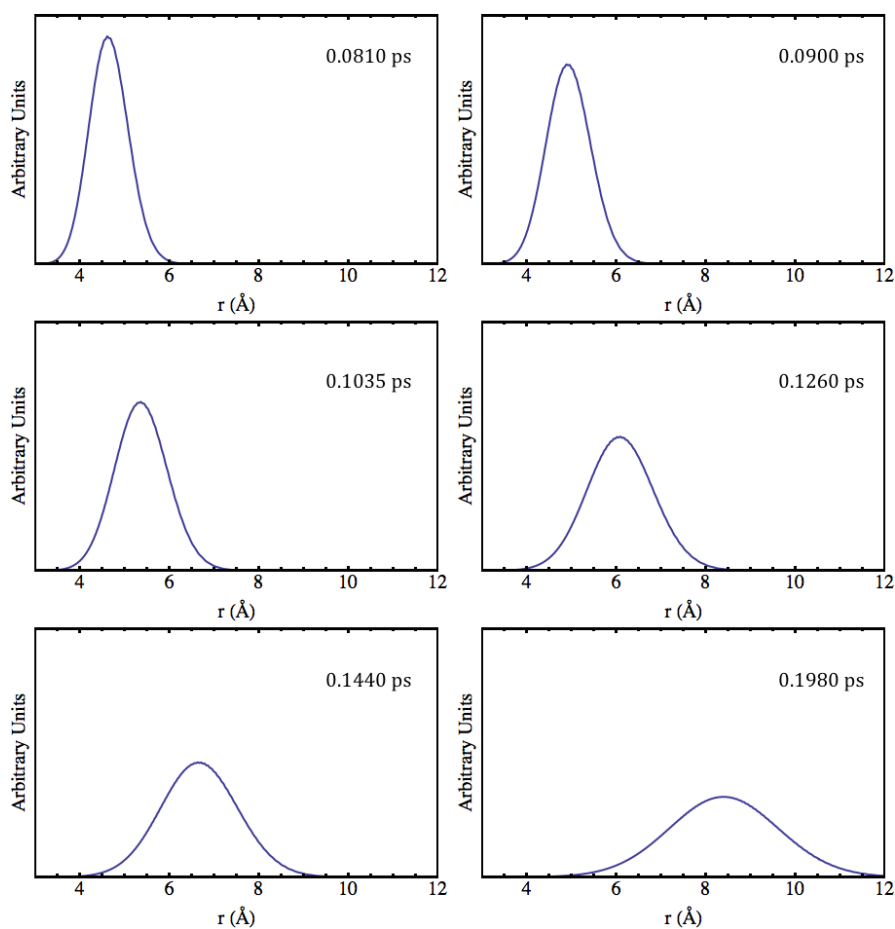 0.0810 ps
Arbitrary Units
4 6 8 10 12
r (Å)
0.0900 ps
Arbitrary Units
4 6 8 10 12
r (Å)
0.1035 ps
Arbitrary Units
4 6 8 10 12
r (Å)
0.1260 ps
Arbitrary Units
4 6 8 10 12
r (Å)
0.1440 ps
Arbitrary Units
4 6 8 10 12
r (Å)
0.1980 ps
Arbitrary Units
4 6 8 10 12
r (Å)